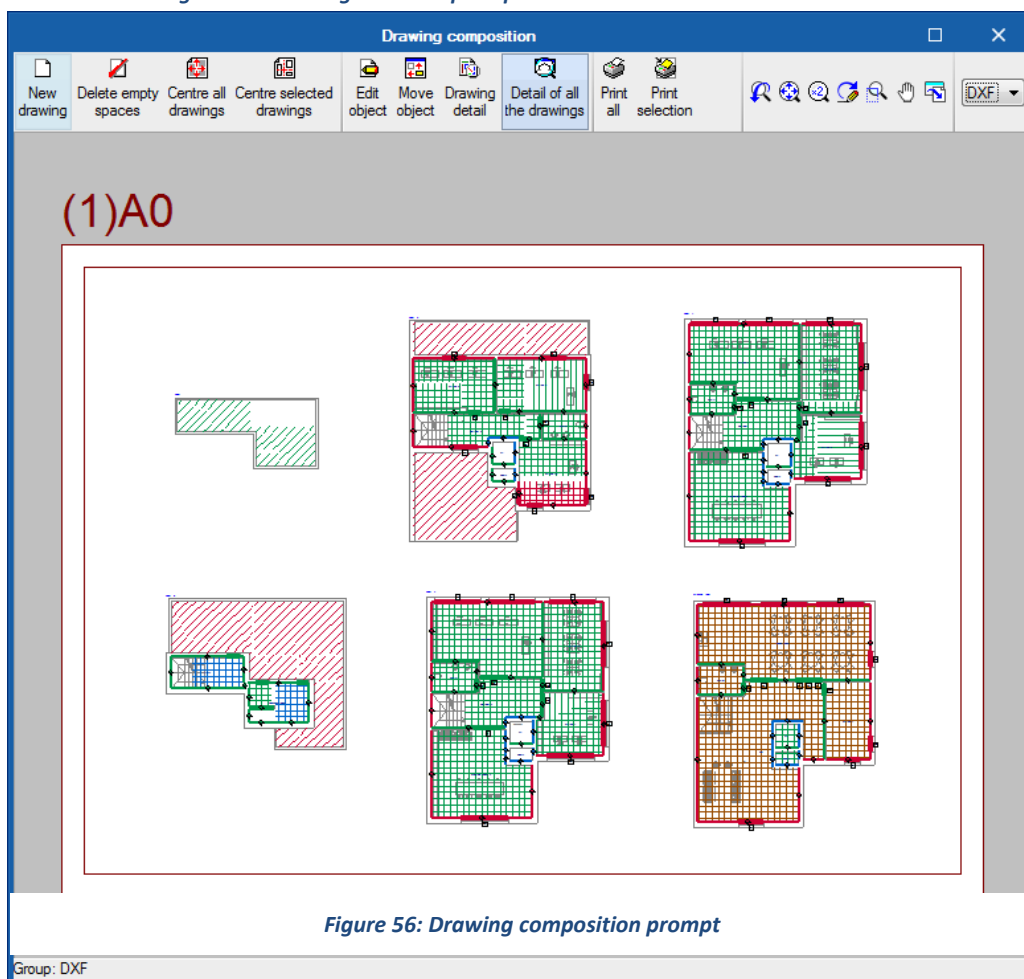 Drawing composition
New drawing
Delete empty spaces
Centre all drawings
Centre selected drawings
Edit object
Move object
Drawing detail
Detail of all the drawings
Print all
Print selection
DXF
(1)A0
Figure 56: Drawing composition prompt
Group: DXF